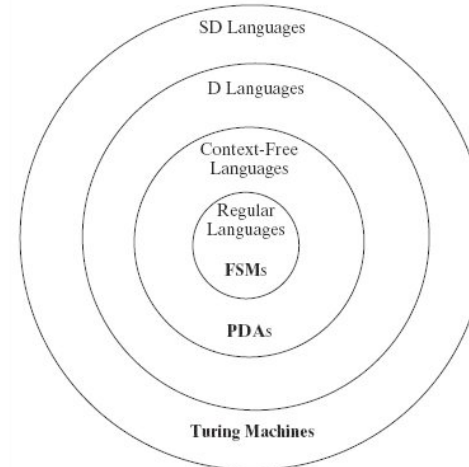 SD Languages
D Languages
Context-Free
Languages
Regular
Languages
FSMs
PDAs
Turing Machines